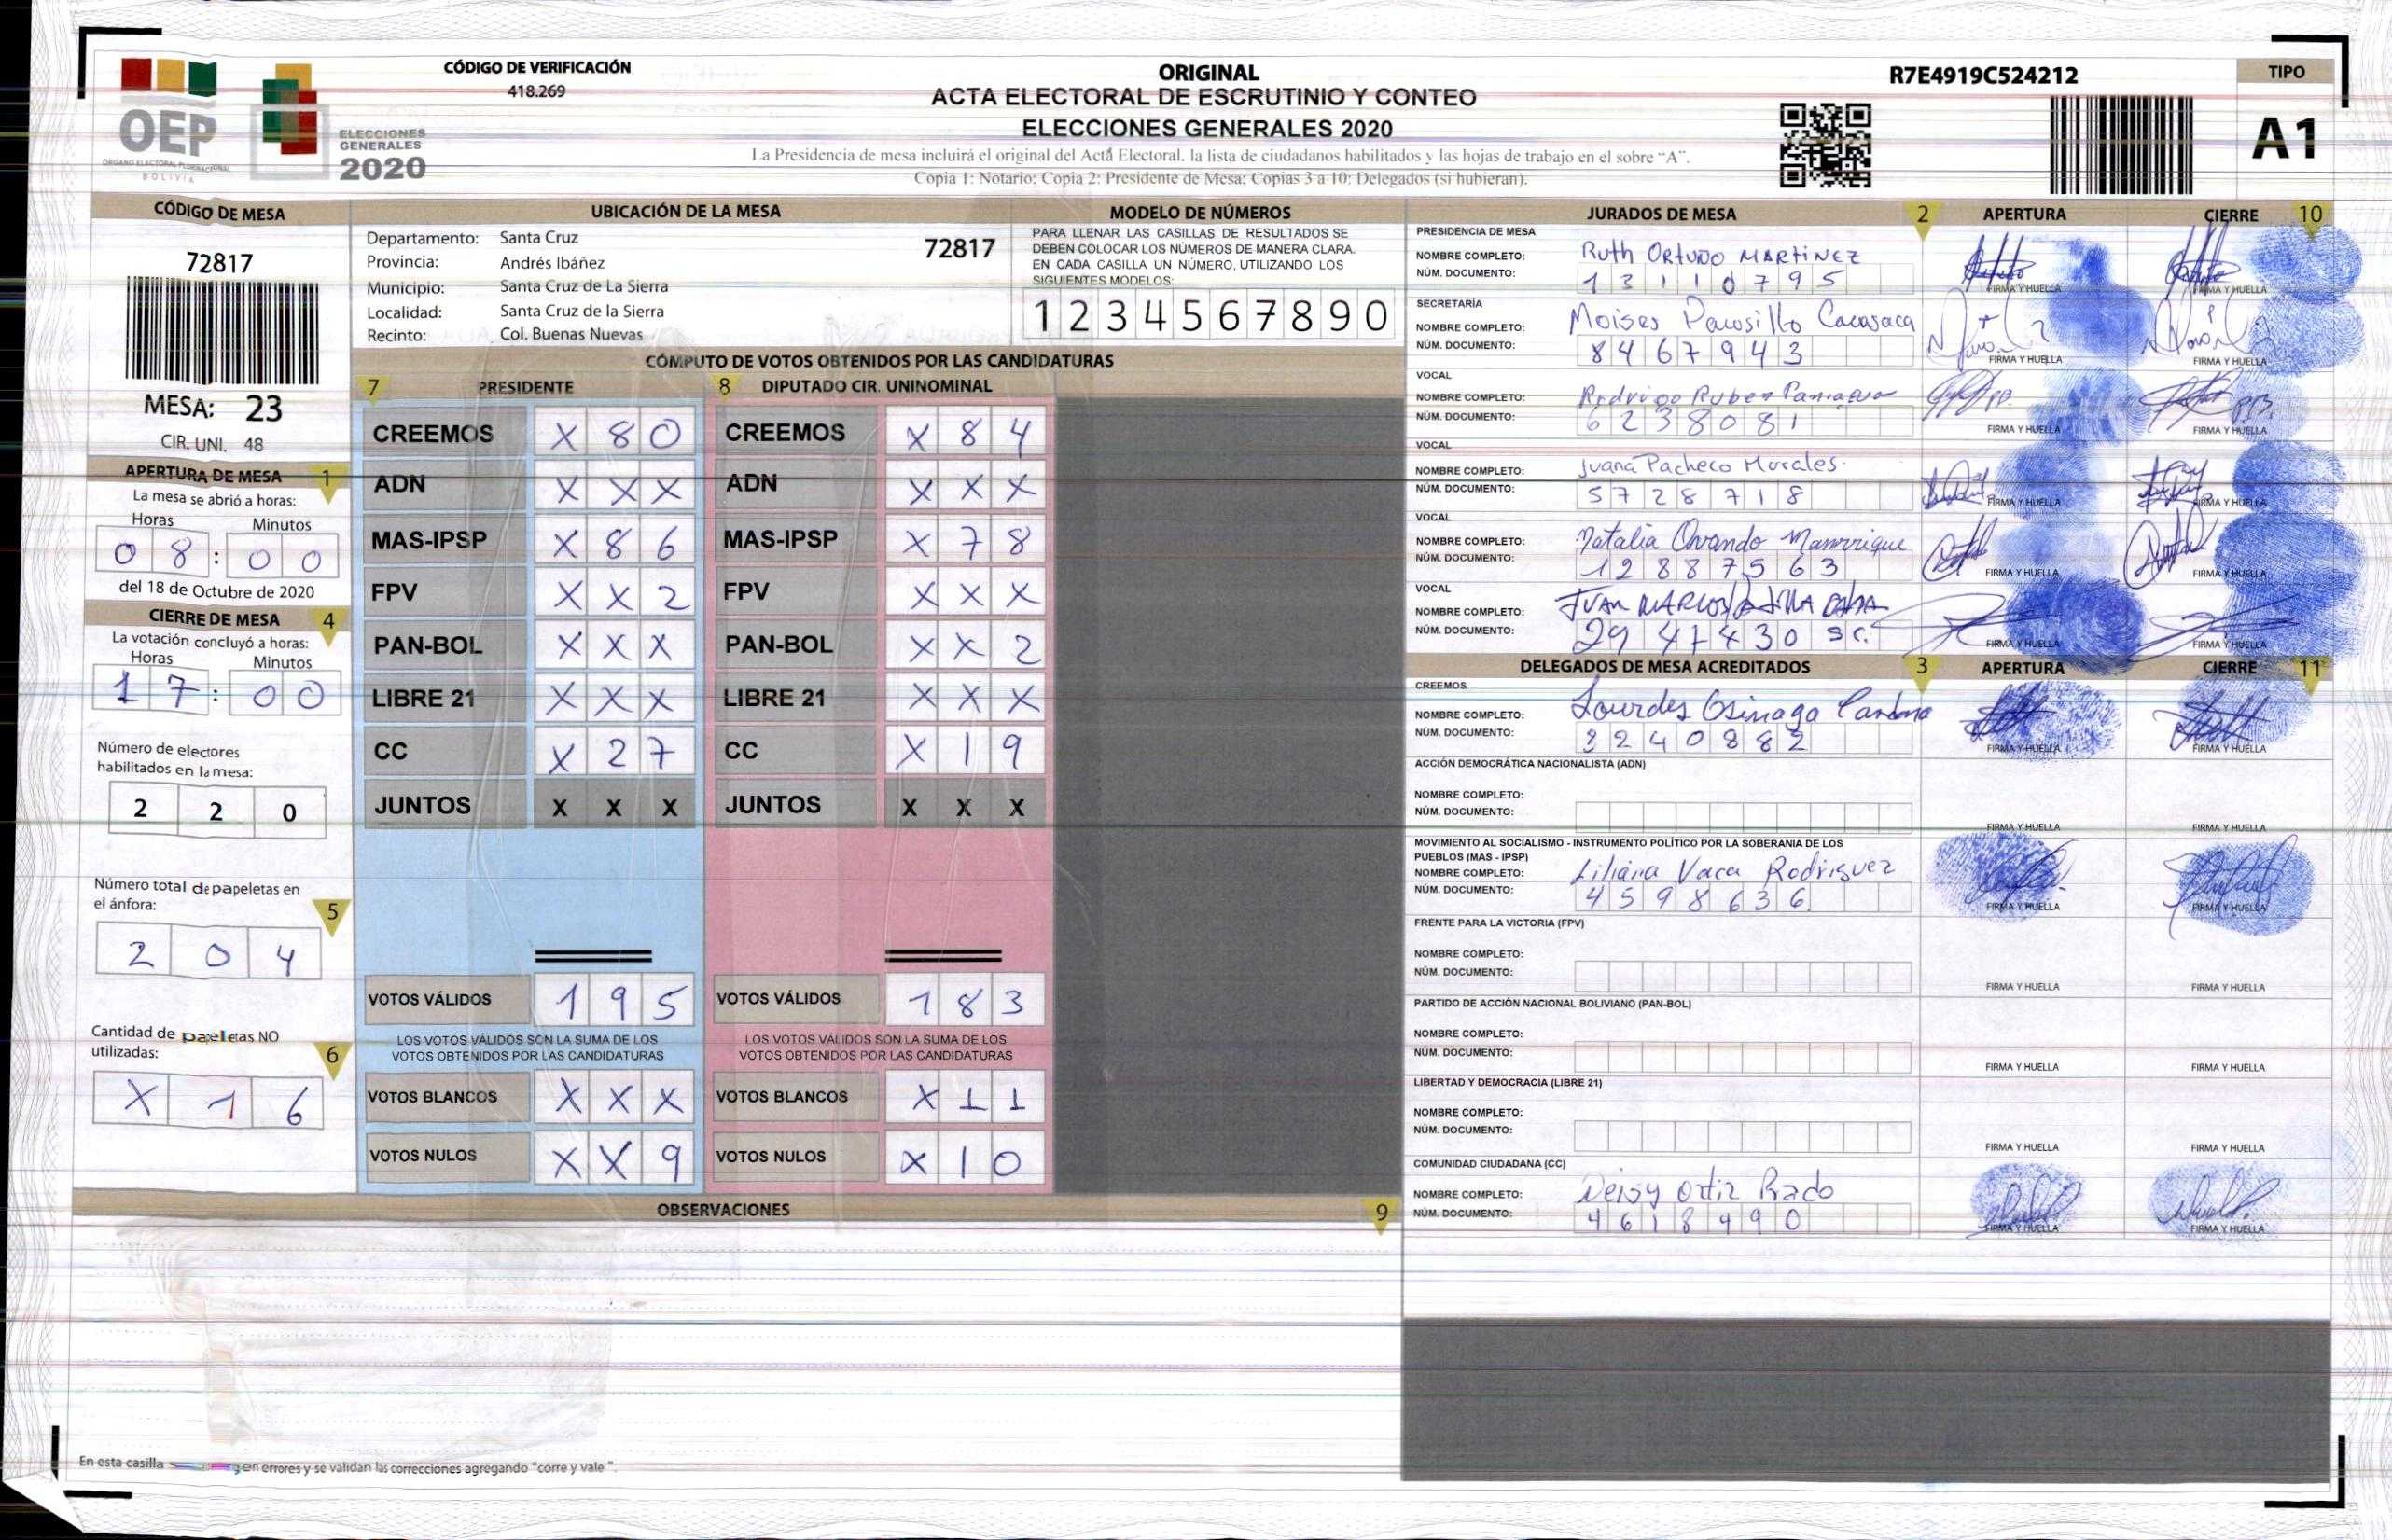 CÓDIGO DE VERIFICACIÓN
418.269
ORIGINAL
ACTA ELECTORAL DE ESCRUTINIO Y CONTEO
ELECCIONES GENERALES 2020
La Presidencia de mesa incluirá el original del Acta Electoral, la lista de ciudadanos habilitados y las hojas de trabajo en el sobre "A".
Copia 1: Notario; Copia 2: Presidente de Mesa; Copias 3 a 10: Delegados (si hubieran).
R7E4919C524212
TIPO
A1
OEP
ÓRGANO ELECTORAL PLURINACIONAL
BOLIVIA
ELECCIONES
GENERALES
2020
CÓDIGO DE MESA
72817
MESA: 23
CIR. UNI. 48
APERTURA DE MESA 1
La mesa se abrió a horas:
Horas Minutos
0 8 : 0 0
del 18 de Octubre de 2020
CIERRE DE MESA 4
La votación concluyó a horas:
Horas Minutos
1 7 : 0 0
Número de electores
habilitados en la mesa:
2 2 0
Número total de papeletas en
el ánfora: 5
2 0 4
Cantidad de papeletas NO
utilizadas: 6
X 1 6
UBICACIÓN DE LA MESA
Departamento: Santa Cruz 72817
Provincia: Andrés Ibáñez
Municipio: Santa Cruz de La Sierra
Localidad: Santa Cruz de la Sierra
Recinto: Col. Buenas Nuevas
MODELO DE NÚMEROS
PARA LLENAR LAS CASILLAS DE RESULTADOS SE
DEBEN COLOCAR LOS NÚMEROS DE MANERA CLARA.
EN CADA CASILLA UN NÚMERO, UTILIZANDO LOS
SIGUIENTES MODELOS:
1 2 3 4 5 6 7 8 9 0
CÓMPUTO DE VOTOS OBTENIDOS POR LAS CANDIDATURAS
7 PRESIDENTE 8 DIPUTADO CIR. UNINOMINAL
CREEMOS X 8 0 CREEMOS X 8 4
ADN X X X ADN X X X
MAS-IPSP X 8 6 MAS-IPSP X 7 8
FPV X X 2 FPV X X X
PAN-BOL X X X PAN-BOL X X 2
LIBRE 21 X X X LIBRE 21 X X X
CC X 2 7 CC X 1 9
JUNTOS X X X JUNTOS X X X
VOTOS VÁLIDOS 1 9 5 VOTOS VÁLIDOS 1 8 3
LOS VOTOS VÁLIDOS SON LA SUMA DE LOS LOS VOTOS VÁLIDOS SON LA SUMA DE LOS
VOTOS OBTENIDOS POR LAS CANDIDATURAS VOTOS OBTENIDOS POR LAS CANDIDATURAS
VOTOS BLANCOS X X X VOTOS BLANCOS X 1 1
VOTOS NULOS X X 9 VOTOS NULOS X 1 0
OBSERVACIONES 9
En esta casilla errores y se validan las correcciones agregando "corre y vale".
JURADOS DE MESA 2 APERTURA CIERRE 10
PRESIDENCIA DE MESA
NOMBRE COMPLETO: Ruth ORTUÑO MARTINEZ
NÚM. DOCUMENTO: 1 3 1 1 0 7 9 5
FIRMA Y HUELLA FIRMA Y HUELLA
SECRETARÍA
NOMBRE COMPLETO: Moises
NÚM. DOCUMENTO: 8 4 6 7 9 4 3
FIRMA Y HUELLA FIRMA Y HUELLA
VOCAL
NOMBRE COMPLETO: Rodrigo Ruben Paniagua
NÚM. DOCUMENTO: 6 2 3 8 0 8 1
FIRMA Y HUELLA FIRMA Y HUELLA
VOCAL
NOMBRE COMPLETO: Juana Pacheco Morales
NÚM. DOCUMENTO: 5 7 2 8 7 1 8
FIRMA Y HUELLA FIRMA Y HUELLA
VOCAL
NOMBRE COMPLETO: Natalia Ovando Manrrique
NÚM. DOCUMENTO: 1 2 8 8 7 5 6 3
FIRMA Y HUELLA FIRMA Y HUELLA
VOCAL
NOMBRE COMPLETO: JUAN MARCOS
NÚM. DOCUMENTO: 2 9 4 7 4 3 0 SC.
FIRMA Y HUELLA FIRMA Y HUELLA
DELEGADOS DE MESA ACREDITADOS 3 APERTURA CIERRE 11
CREEMOS
NOMBRE COMPLETO: Lourdes Osinaga Cardona
NÚM. DOCUMENTO: 3 2 4 0 8 8 2
FIRMA Y HUELLA FIRMA Y HUELLA
ACCIÓN DEMOCRÁTICA NACIONALISTA (ADN)
NOMBRE COMPLETO:
NÚM. DOCUMENTO:
FIRMA Y HUELLA FIRMA Y HUELLA
MOVIMIENTO AL SOCIALISMO - INSTRUMENTO POLÍTICO POR LA SOBERANIA DE LOS
PUEBLOS (MAS - IPSP)
NOMBRE COMPLETO: Liliana Vaca Rodriguez
NÚM. DOCUMENTO: 4 5 9 8 6 3 6
FIRMA Y HUELLA FIRMA Y HUELLA
FRENTE PARA LA VICTORIA (FPV)
NOMBRE COMPLETO:
NÚM. DOCUMENTO:
FIRMA Y HUELLA FIRMA Y HUELLA
PARTIDO DE ACCIÓN NACIONAL BOLIVIANO (PAN-BOL)
NOMBRE COMPLETO:
NÚM. DOCUMENTO:
FIRMA Y HUELLA FIRMA Y HUELLA
LIBERTAD Y DEMOCRACIA (LIBRE 21)
NOMBRE COMPLETO:
NÚM. DOCUMENTO:
FIRMA Y HUELLA FIRMA Y HUELLA
COMUNIDAD CIUDADANA (CC)
NOMBRE COMPLETO: Deisy Ortiz Prado
NÚM. DOCUMENTO: 4 6 1 8 4 9 0
FIRMA Y HUELLA FIRMA Y HUELLA